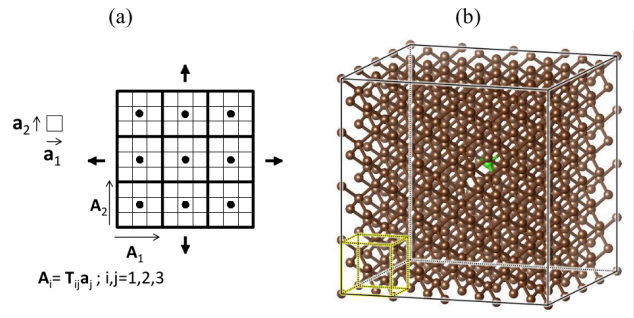 (a)
(b)
a₂
a₁
A₂
A₁
Aᵢ= Tᵢⱼaⱼ ; i,j=1,2,3